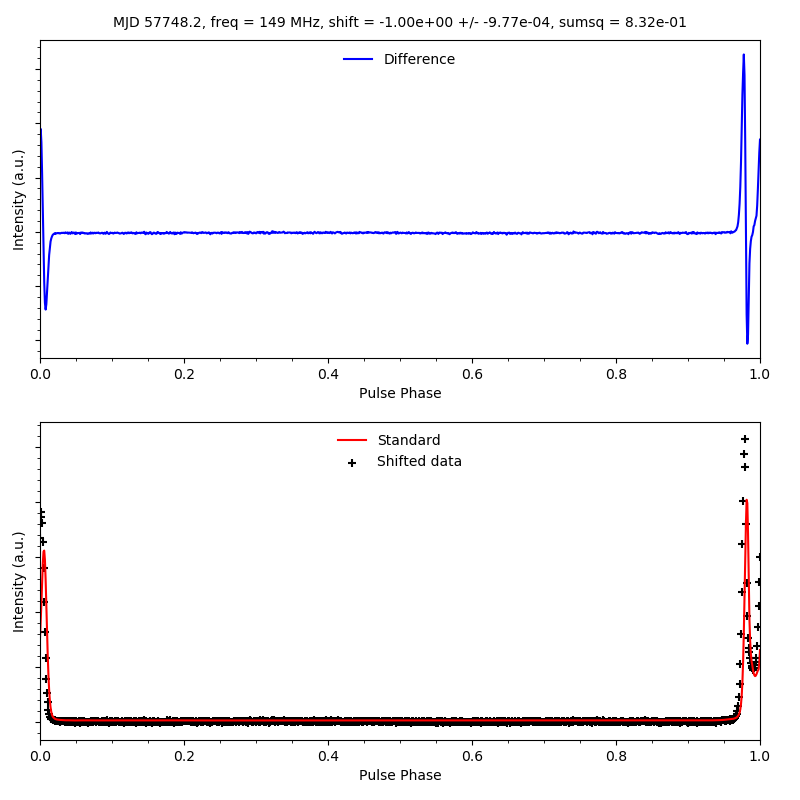 MJD 57748.2, freq = 149 MHz, shift = -1.00e+00 +/- -9.77e-04, sumsq = 8.32e-01
Difference
Intensity (a.u.)
0.0 0.2 0.4 0.6 0.8 1.0
Pulse Phase
Standard
Shifted data
Intensity (a.u.)
0.0 0.2 0.4 0.6 0.8 1.0
Pulse Phase